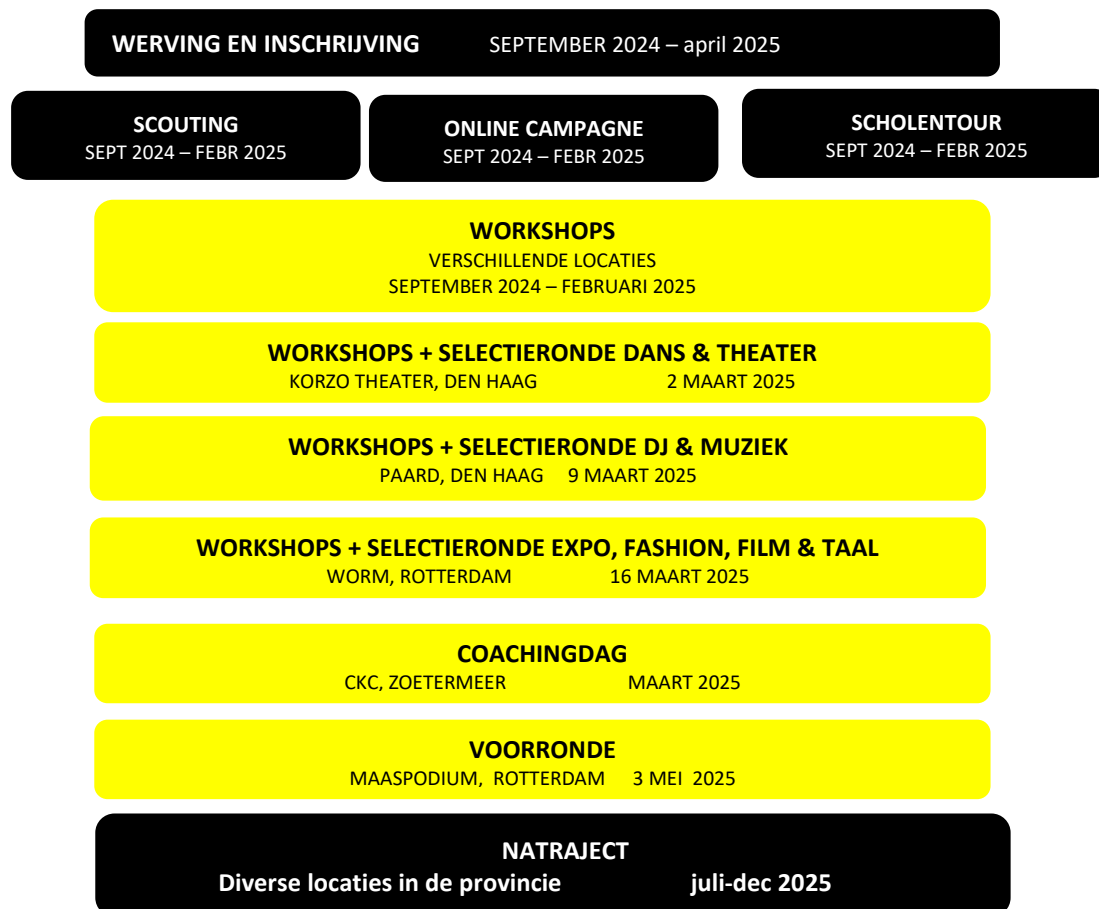 WERVING EN INSCHRIJVING SEPTEMBER 2024 – april 2025
SCOUTING
SEPT 2024 – FEBR 2025
ONLINE CAMPAGNE
SEPT 2024 – FEBR 2025
SCHOLENTOUR
SEPT 2024 – FEBR 2025
WORKSHOPS
VERSCHILLENDE LOCATIES
SEPTEMBER 2024 – FEBRUARI 2025
WORKSHOPS + SELECTIERONDE DANS & THEATER
KORZO THEATER, DEN HAAG 2 MAART 2025
WORKSHOPS + SELECTIERONDE DJ & MUZIEK
PAARD, DEN HAAG 9 MAART 2025
WORKSHOPS + SELECTIERONDE EXPO, FASHION, FILM & TAAL
WORM, ROTTERDAM 16 MAART 2025
COACHINGDAG
CKC, ZOETERMEER MAART 2025
VOORRONDE
MAASPODIUM, ROTTERDAM 3 MEI 2025
NATRAJECT
Diverse locaties in de provincie juli-dec 2025